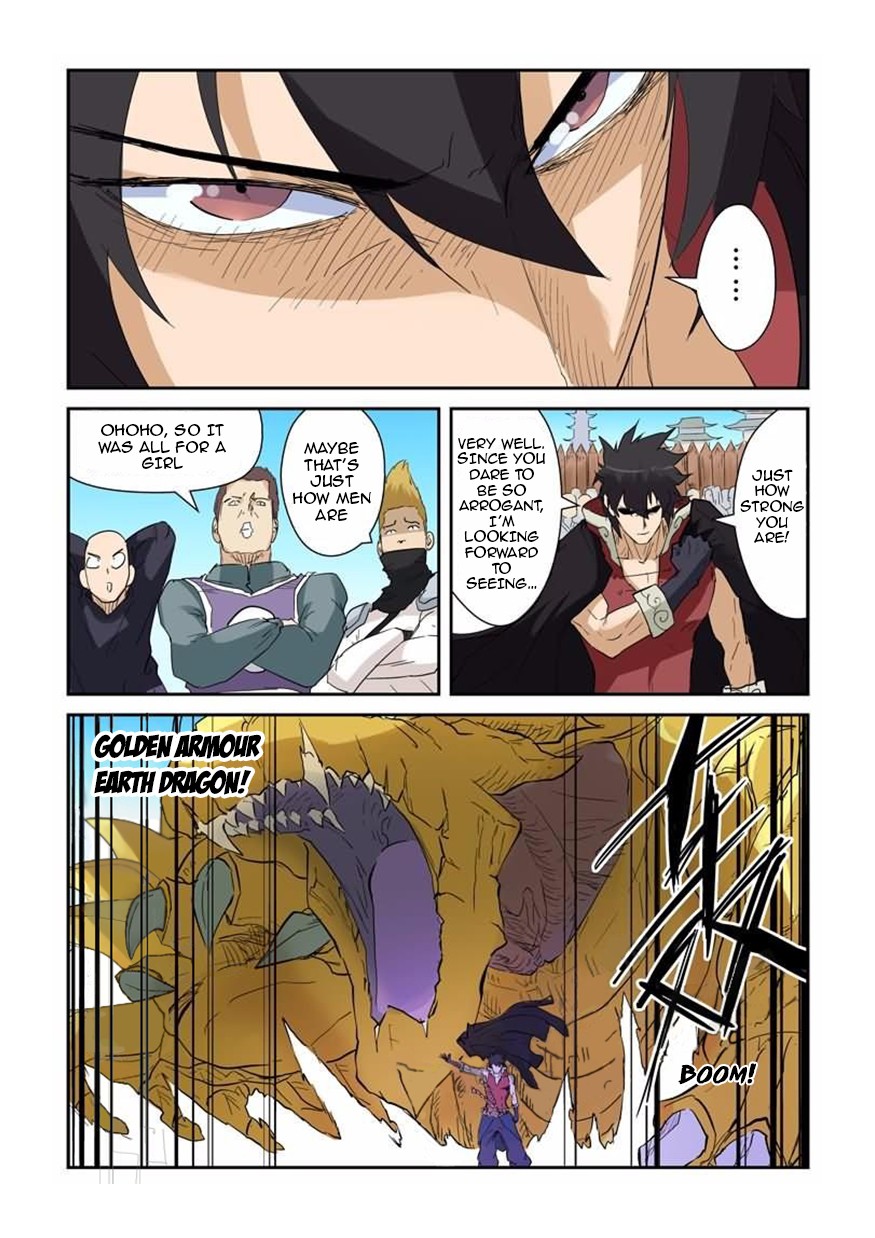 ......
OHOHO, SO IT
WAS ALL FOR A
GIRL
MAYBE
THAT'S
JUST
HOW MEN
ARE
VERY WELL.
SINCE YOU
DARE TO
BE SO
ARROGANT,
I'M
LOOKING
FORWARD
TO
SEEING...
JUST
HOW
STRONG
YOU
ARE!
GOLDEN ARMOUR
EARTH DRAGON!
BOOM!